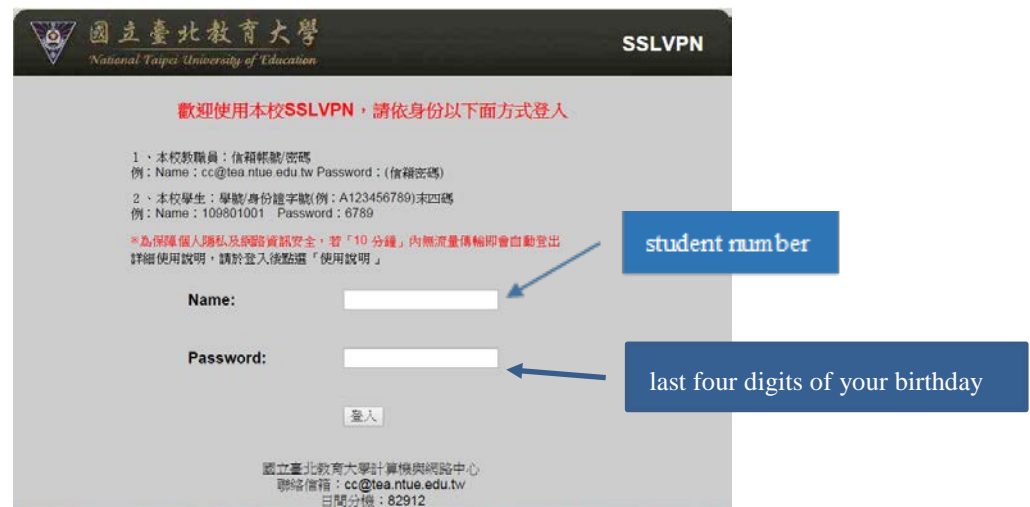 國立臺北教育大學
National Taipei University of Education
SSLVPN
歡迎使用本校SSLVPN，請依身份以下面方式登入
1、本校教職員：信箱帳號/密碼
例：Name：cc@tea.ntue.edu.tw Password：(信箱密碼)
2、本校學生：學號/身份證字號(例：A123456789)末四碼
例：Name：109801001 Password：6789
*為保障個人隱私及網路資訊安全，若「10 分鐘」內無流量傳輸即會自動登出
詳細使用說明，請於登入後點選「使用說明」
student number
Name:
Password:
last four digits of your birthday
登入
國立臺北教育大學計算機與網路中心
聯絡信箱：cc@tea.ntue.edu.tw
日間分機：82912